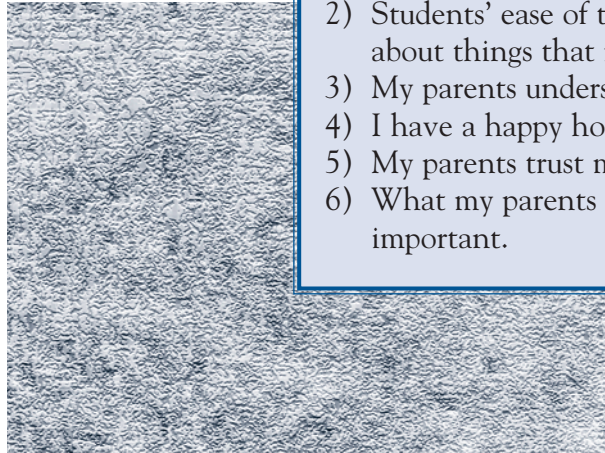 2) Students’ ease of t
about things that
3) My parents unders
4) I have a happy ho
5) My parents trust m
6) What my parents
important.